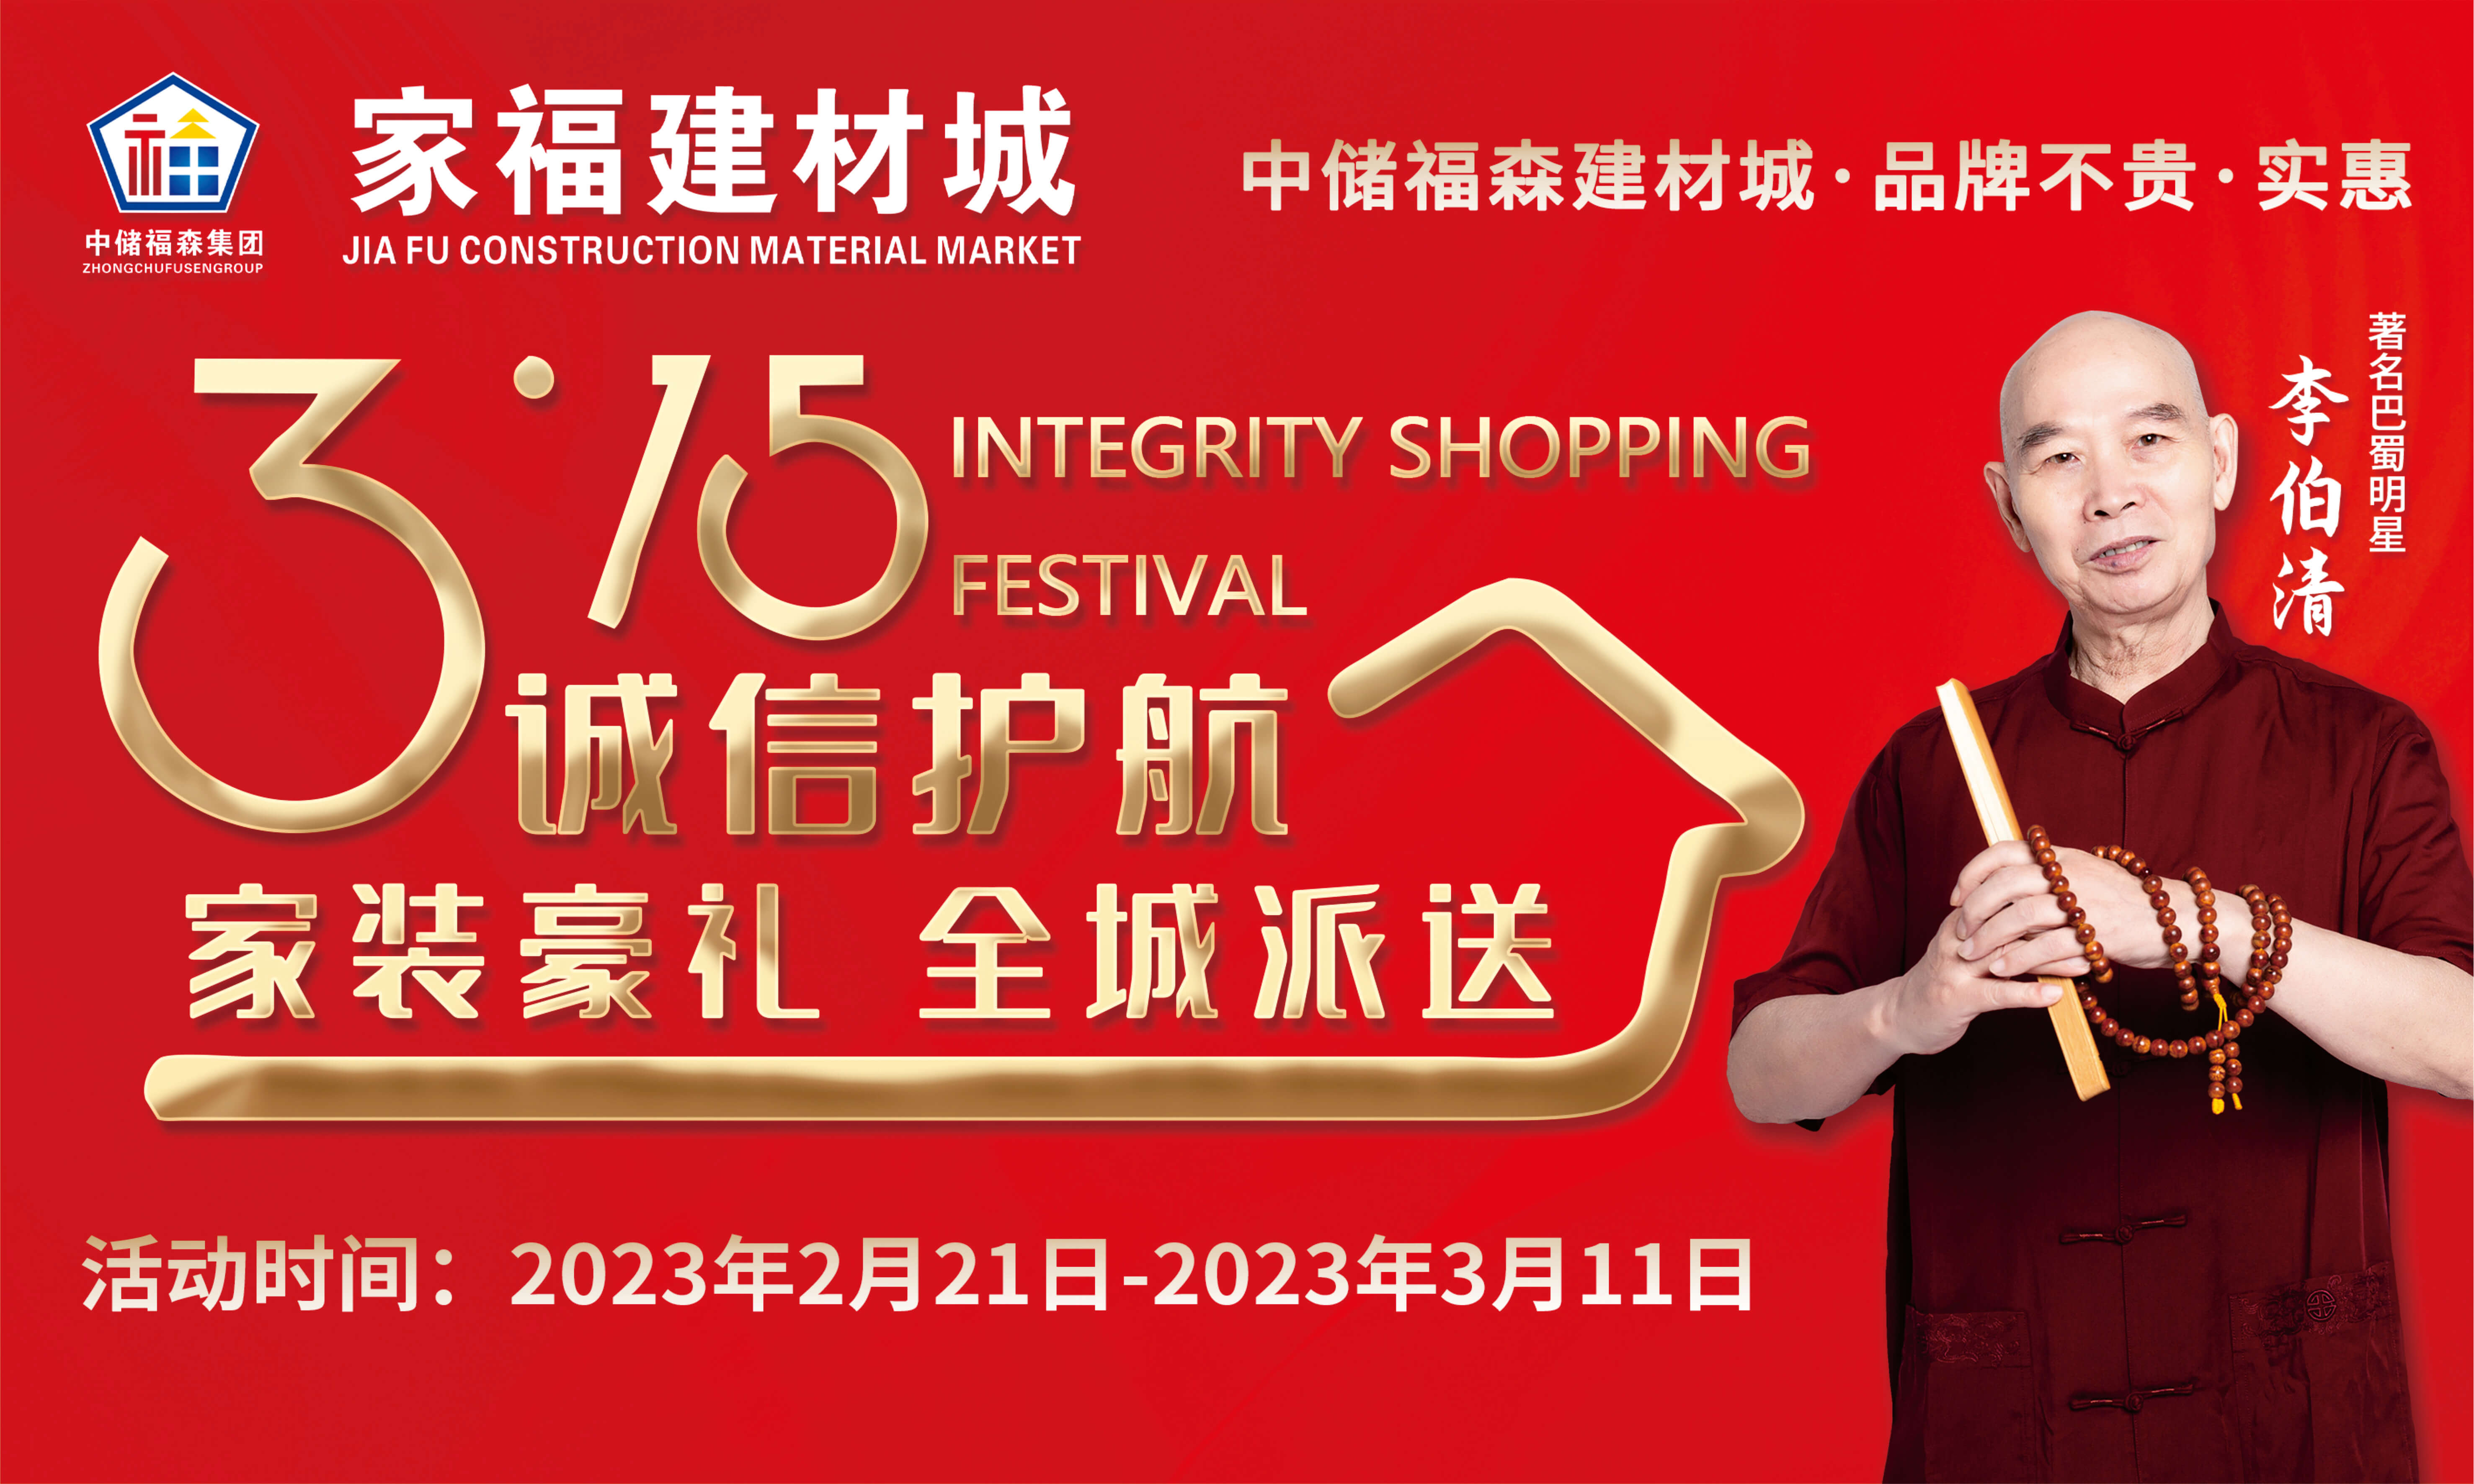 家福建材城
JIA FU CONSTRUCTION MATERIAL MARKET
中储福森集团
ZHONGCHUFUSENGROUP
中储福森建材城·品牌不贵·实惠
3·15
INTEGRITY SHOPPING
FESTIVAL
诚信护航
家装豪礼 全城派送
著名巴蜀明星
李伯清
活动时间：2023年2月21日-2023年3月11日